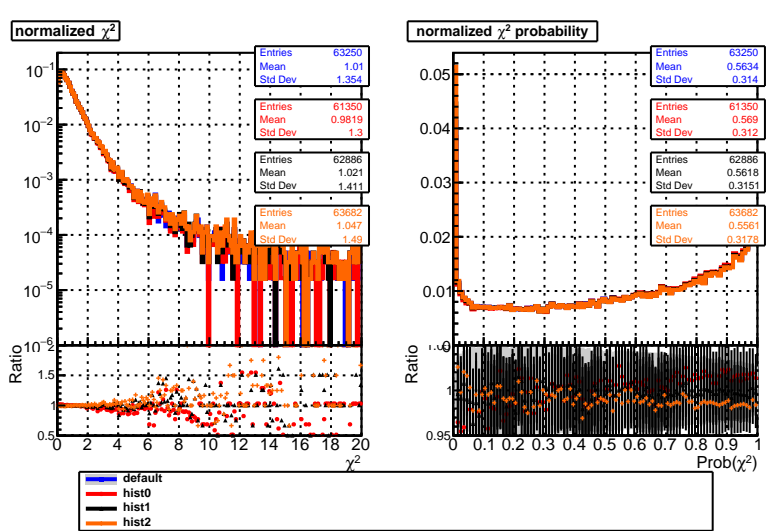 normalized χ²
Entries 63250
Mean 1.01
Std Dev 1.354
Entries 61350
Mean 0.9819
Std Dev 1.3
Entries 62886
Mean 1.021
Std Dev 1.411
Entries 63682
Mean 1.047
Std Dev 1.49
10⁻¹
10⁻²
10⁻³
10⁻⁴
10⁻⁵
10⁻⁶
Ratio
2
1.5
1
0.5
0 2 4 6 8 10 12 14 16 18 20
χ²
normalized χ² probability
Entries 63250
Mean 0.5634
Std Dev 0.314
Entries 61350
Mean 0.569
Std Dev 0.312
Entries 62886
Mean 0.5618
Std Dev 0.3151
Entries 63682
Mean 0.5561
Std Dev 0.3178
0.05
0.04
0.03
0.02
0.01
0
Ratio
1
0.95
0 0.1 0.2 0.3 0.4 0.5 0.6 0.7 0.8 0.9 1
Prob(χ²)
default
hist0
hist1
hist2